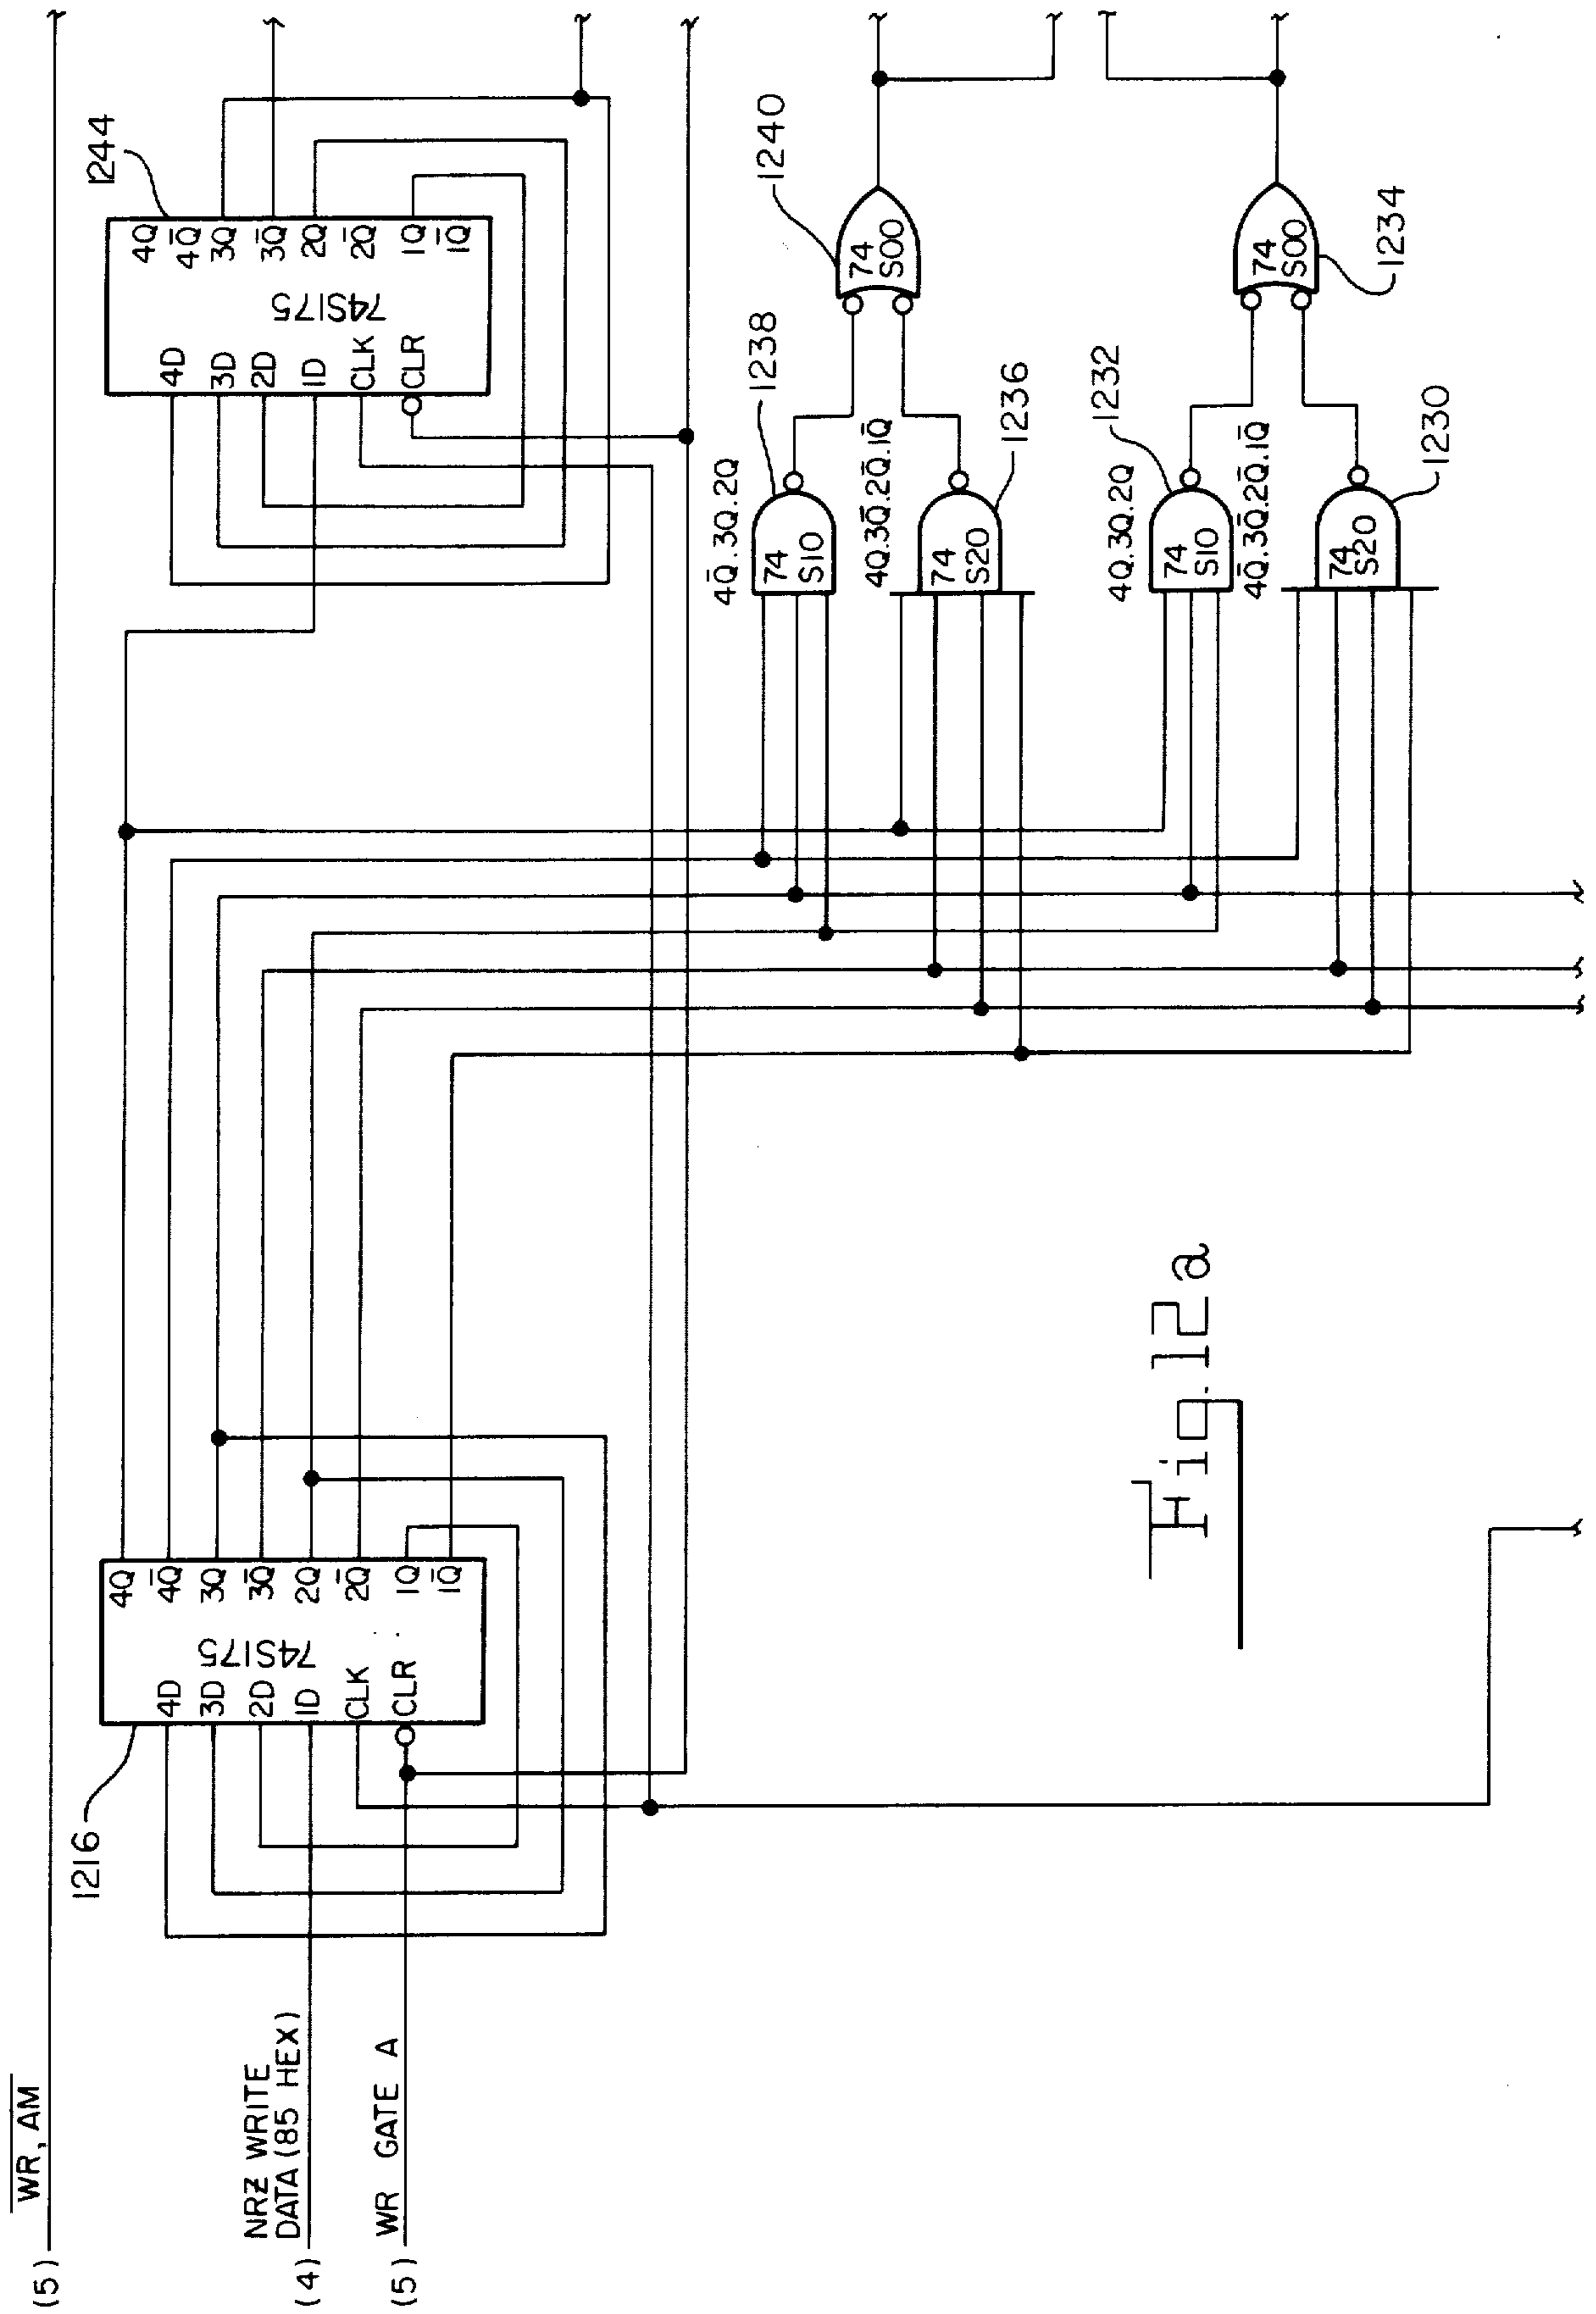 (5) W̅R̅,̅ ̅A̅M̅
NRZ WRITE
DATA (85 HEX)
(4)
(5) WR GATE A
1216
4D
3D
2D
1D
CLK
CLR
74S175
4Q
4Q̅
3Q
3Q̅
2Q
2Q̅
1Q
1Q̅
1244
4D
3D
2D
1D
CLK
CLR
74S175
4Q
4Q̅
3Q
3Q̅
2Q
2Q̅
1Q
1Q̅
4Q̅.3Q.2Q
1238
74
S10
4Q.3Q̅.2Q̅.1Q̅
1236
74
S20
1240
74
S00
4Q.3Q.2Q
1232
74
S10
4Q̅.3Q̅.2Q̅.1Q̅
1230
74
S20
1234
74
S00
Fig. 12a